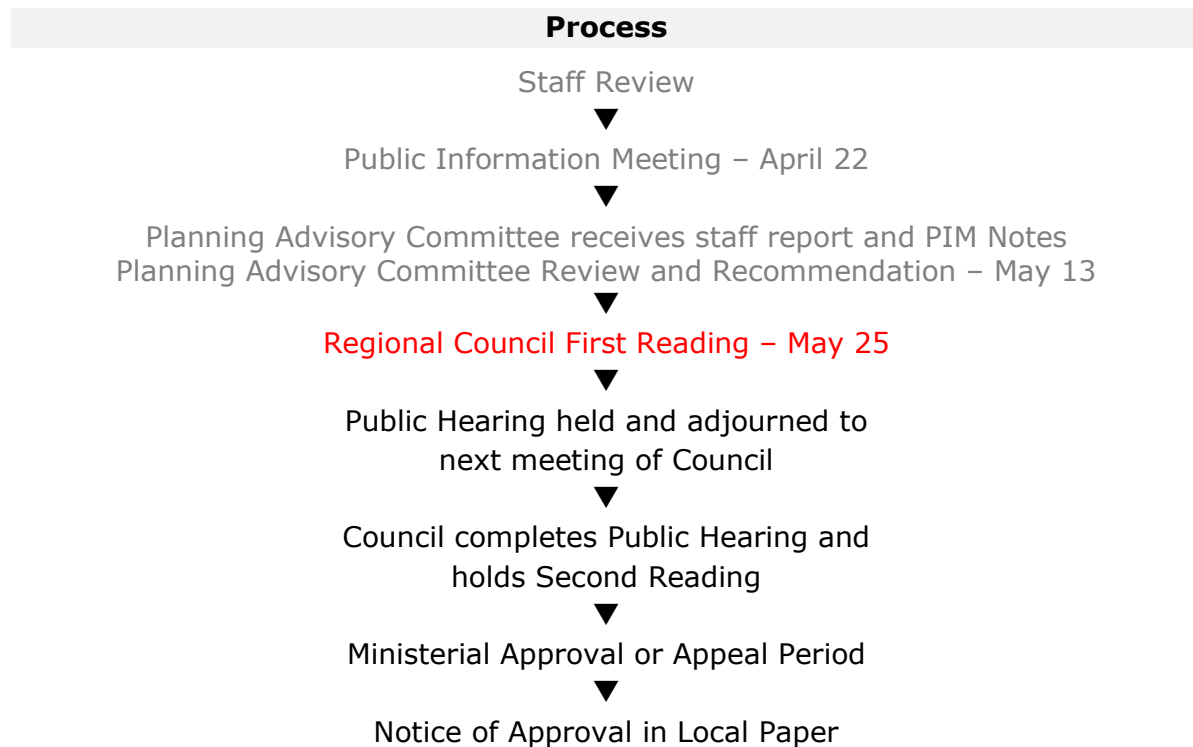 Process
Staff Review
Public Information Meeting – April 22
Planning Advisory Committee receives staff report and PIM Notes
Planning Advisory Committee Review and Recommendation – May 13
Regional Council First Reading – May 25
Public Hearing held and adjourned to
next meeting of Council
Council completes Public Hearing and
holds Second Reading
Ministerial Approval or Appeal Period
Notice of Approval in Local Paper